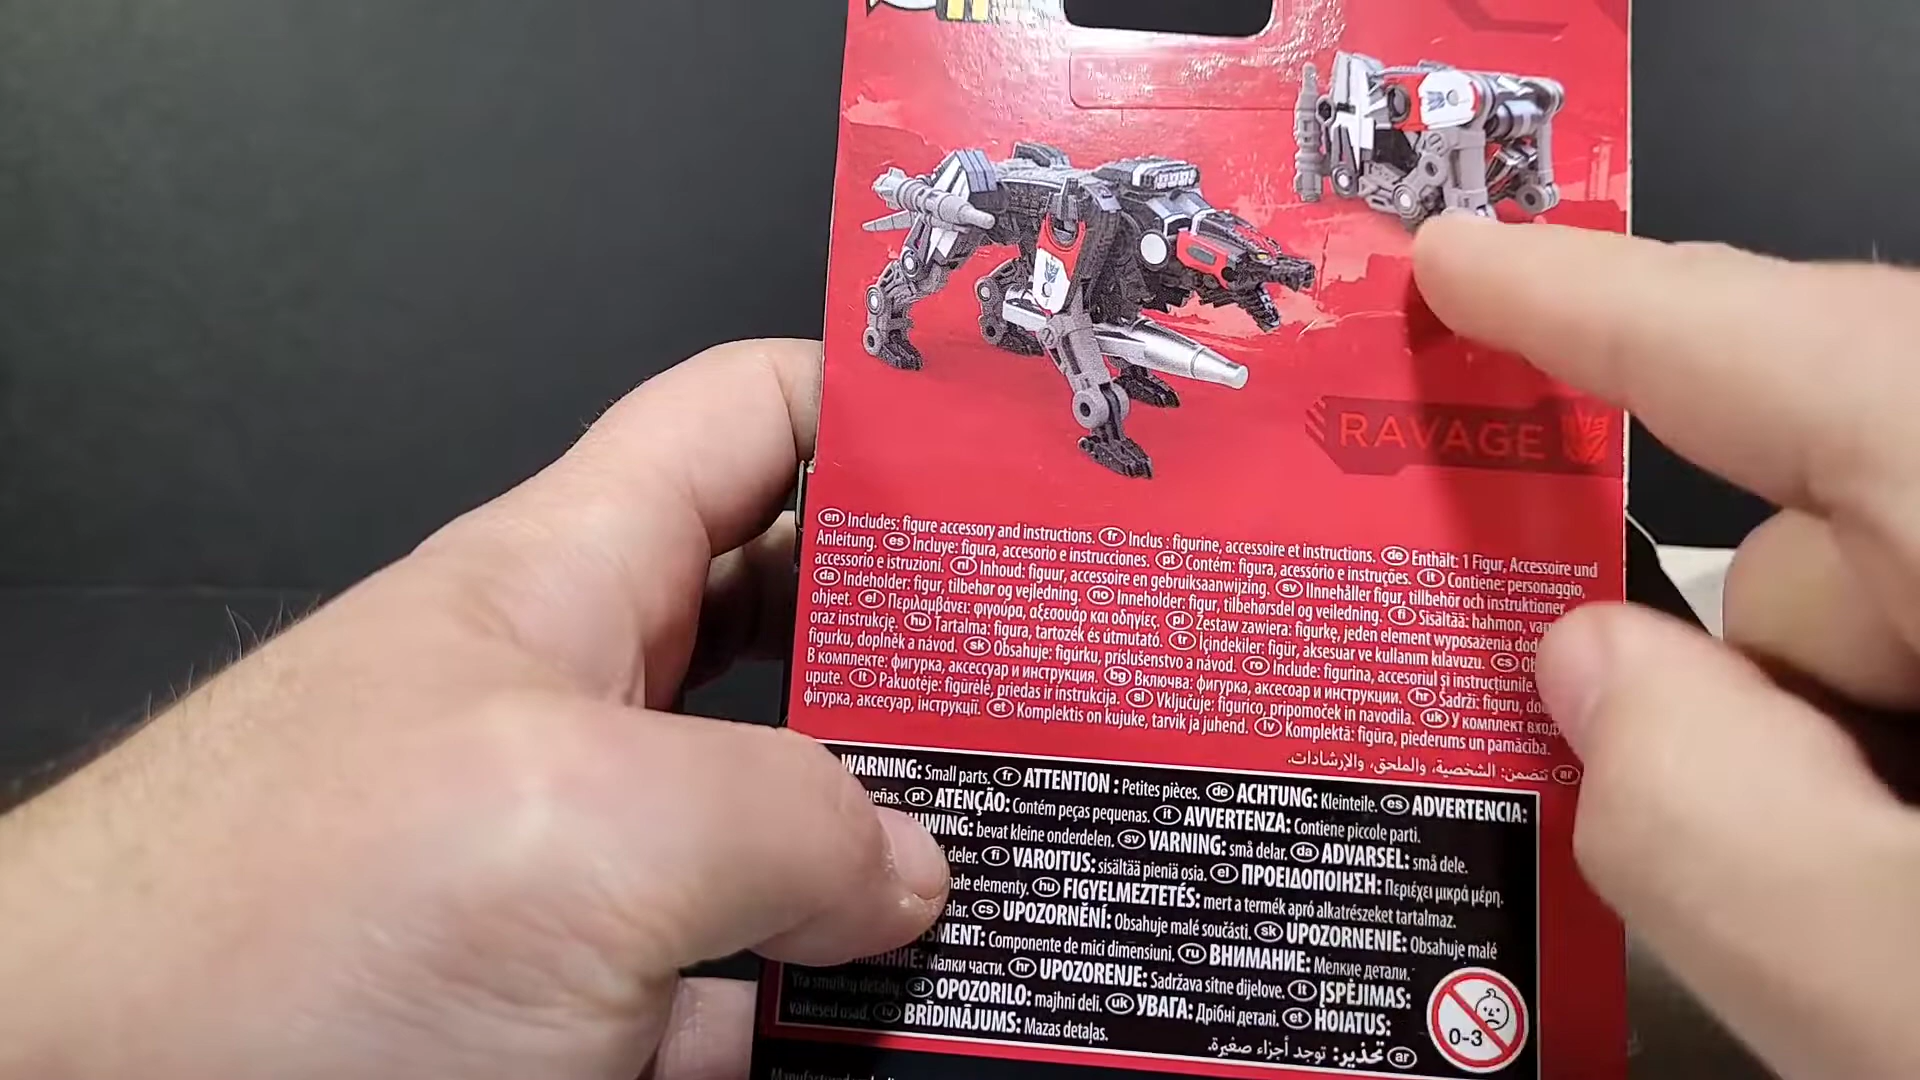 RAVAGE
en Includes: figure accessory and instructions. fr Inclus : figurine, accessoire et instructions. de Enthält: 1 Figur, Accessoire und
Anleitung. es Incluye: figura, accesorio e instrucciones. pt Contém: figura, acessório e instruções. it Contiene: personaggio,
accessorio e istruzioni. nl Inhoud: figuur, accessoire en gebruiksaanwijzing. sv Iinnehåller figur, tillbehör och instruktioner.
da Indeholder: figur, tilbehør og vejledning. no Inneholder: figur, tilbehørsdel og veiledning. fi Sisältää: hahmon,
ohjeet. el Περιλαμβάνει: φιγούρα, αξεσουάρ και οδηγίες. pl Zestaw zawiera: figurkę, jeden element wyposażenia
oraz instrukcję. hu Tartalma: figura, tartozék és útmutató. tr İçindekiler: figür, aksesuar ve kullanım kılavuzu. cs
figurku, doplněk a návod. sk Obsahuje: figúrku, príslušenstvo a návod. ro Include: figurina, accesoriul și instrucțiunile.
В комплекте: фигурка, аксессуар и инструкция. bg Включва: фигурка, аксесоар и инструкции. hr Sadrži: figuru,
upute. lt Pakuotėje: figūrėlė, priedas ir instrukcija. sl Vključuje: figurico, pripomoček in navodila. uk У комплект
фігурка, аксесуар, інструкції. et Komplektis on kujuke, tarvik ja juhend. lv Komplektā: figūra, piederums un pamācība.
ar تتضمن: الشخصية، والملحق، والإرشادات.
WARNING: Small parts. fr ATTENTION : Petites pièces. de ACHTUNG: Kleinteile. es ADVERTENCIA:
pt ATENÇÃO: Contém peças pequenas. it AVVERTENZA: Contiene piccole parti.
bevat kleine onderdelen. sv VARNING: små delar. da ADVARSEL: små dele.
deler. fi VAROITUS: sisältää pieniä osia. el ΠΡΟΕΙΔΟΠΟΙΗΣΗ: Περιέχει μικρά μέρη.
elementy. hu FIGYELMEZTETÉS: mert a termék apró alkatrészeket tartalmaz.
cs UPOZORNĚNÍ: Obsahuje malé součásti. sk UPOZORNENIE: Obsahuje malé
Componente de mici dimensiuni. ru ВНИМАНИЕ: Мелкие детали.
Малки части. hr UPOZORENJE: Sadržava sitne dijelove. lt ĮSPĖJIMAS:
Yra smulkių detalių. sl OPOZORILO: majhni deli. uk УВАГА: Дрібні деталі. et HOIATUS:
väikesed osad. lv BRĪDINĀJUMS: Mazas detaļas.
ar تحذير: توجد أجزاء صغيرة.
0-3